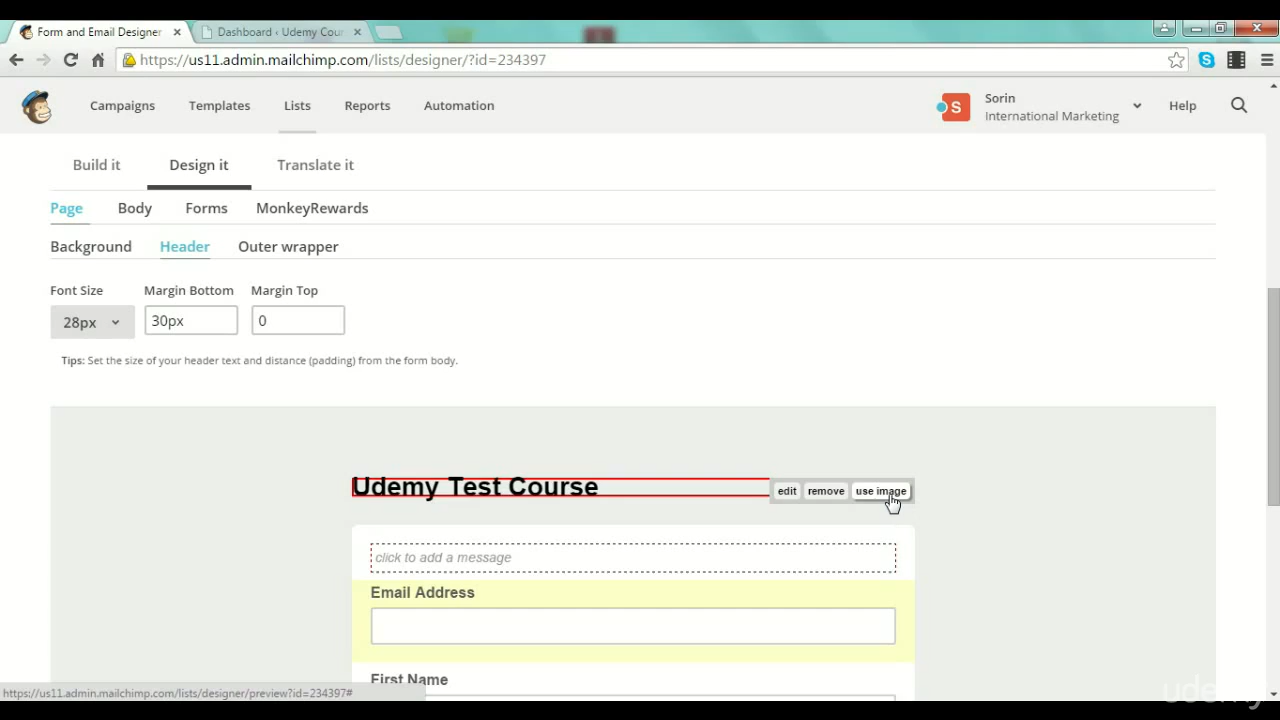 Form and Email Designer
Dashboard ‹ Udemy Cour
https://us11.admin.mailchimp.com/lists/designer/?id=234397
Campaigns Templates Lists Reports Automation
S Sorin
International Marketing
Help
Build it Design it Translate it
Page Body Forms MonkeyRewards
Background Header Outer wrapper
Font Size Margin Bottom Margin Top
28px 30px 0
Tips: Set the size of your header text and distance (padding) from the form body.
Udemy Test Course
edit remove use image
click to add a message
Email Address
First Name
https://us11.admin.mailchimp.com/lists/designer/preview?id=234397#
udemy